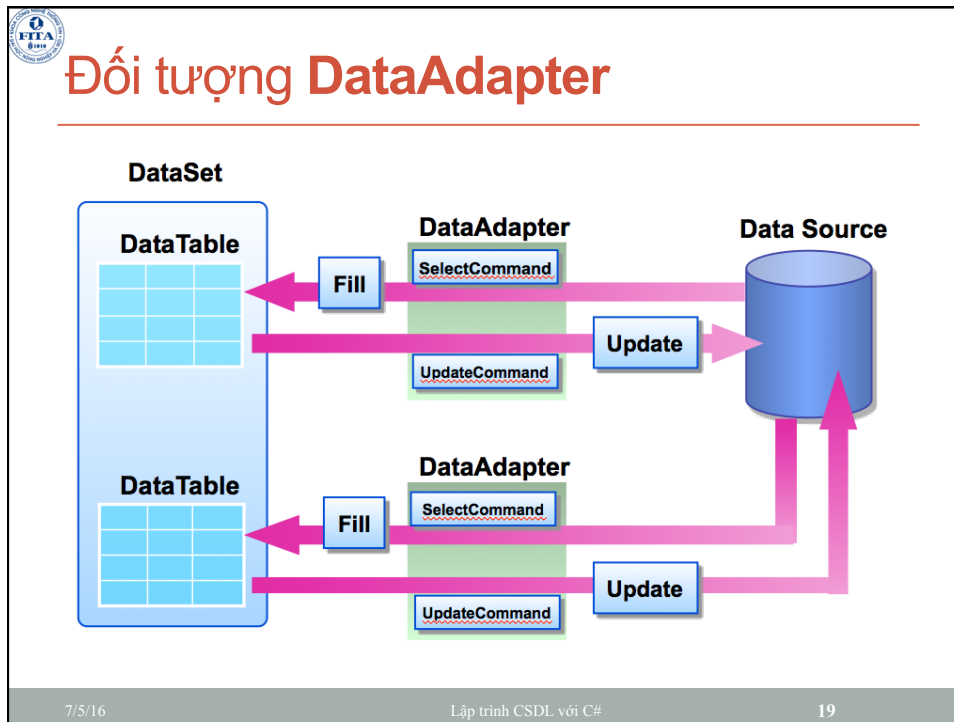 FITA
Đối tượng DataAdapter
DataSet
DataTable
DataAdapter
Data Source
SelectCommand
Fill
Update
UpdateCommand
DataTable
DataAdapter
SelectCommand
Fill
Update
UpdateCommand
7/5/16
Lập trình CSDL với C#
19